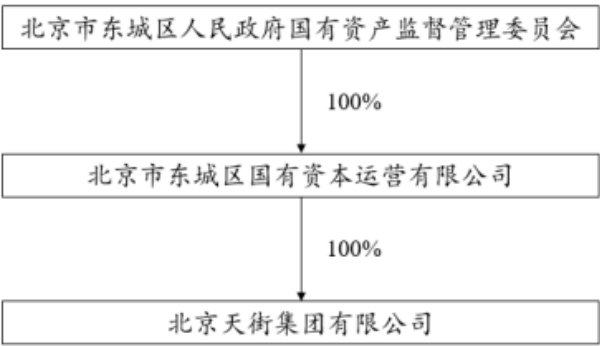 北京市东城区人民政府国有资产监督管理委员会
100%
北京市东城区国有资本运营有限公司
100%
北京天街集团有限公司